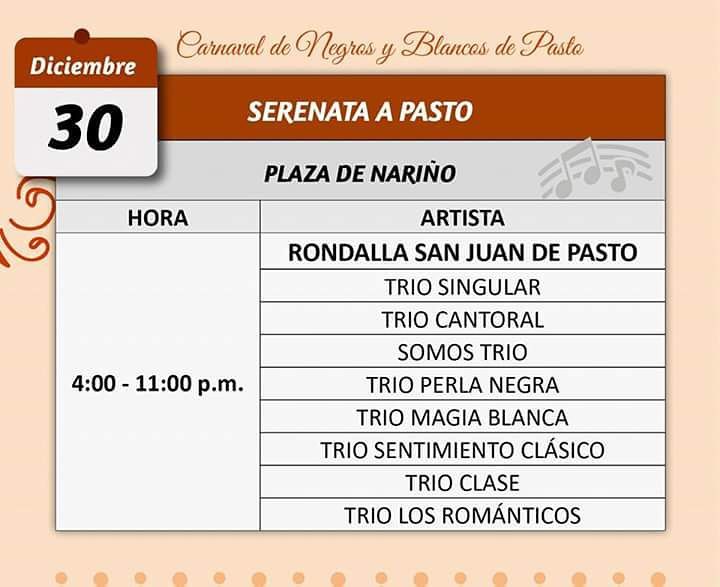 Carnaval de Negros y Blancos de Pasto
Diciembre
30
SERENATA A PASTO
PLAZA DE NARIÑO
HORA
ARTISTA
4:00 - 11:00 p.m.
RONDALLA SAN JUAN DE PASTO
TRIO SINGULAR
TRIO CANTORAL
SOMOS TRIO
TRIO PERLA NEGRA
TRIO MAGIA BLANCA
TRIO SENTIMIENTO CLÁSICO
TRIO CLASE
TRIO LOS ROMÁNTICOS